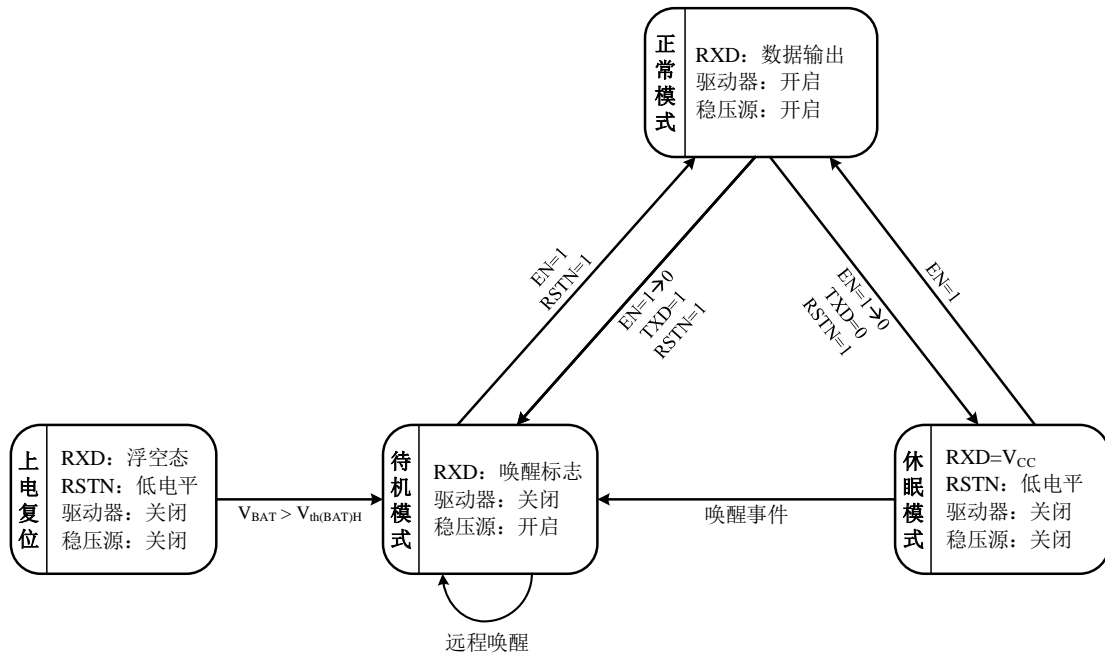 正常模式
RXD：数据输出
驱动器：开启
稳压源：开启
EN=1
RSTN=1
EN=1→0
TXD=1
RSTN=1
EN=1→0
TXD=0
RSTN=1
EN=1
上电复位
RXD：浮空态
RSTN：低电平
驱动器：关闭
稳压源：关闭
VBAT > Vth(BAT)H
待机模式
RXD：唤醒标志
驱动器：关闭
稳压源：开启
唤醒事件
休眠模式
RXD=VCC
RSTN：低电平
驱动器：关闭
稳压源：关闭
远程唤醒